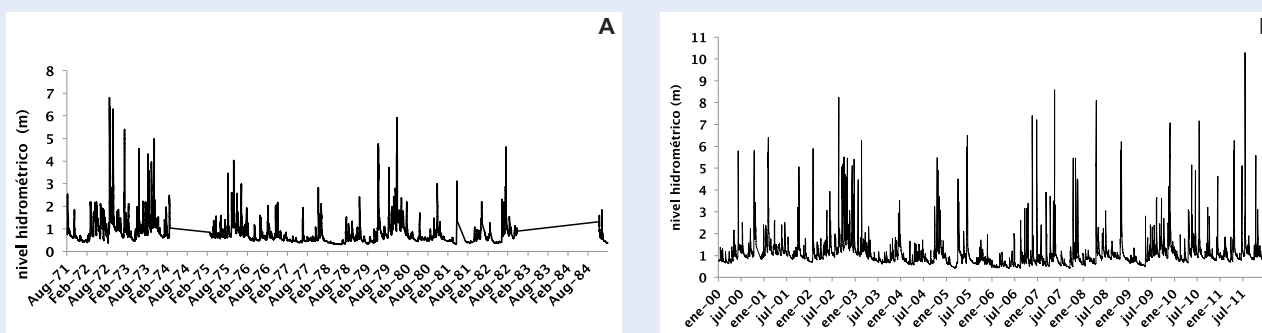 A
nivel hidrométrico (m)
8
7
6
5
4
3
2
1
0
Aug-71
Feb-72
Aug-72
Feb-73
Aug-73
Feb-74
Aug-74
Feb-75
Aug-75
Feb-76
Aug-76
Feb-77
Aug-77
Feb-78
Aug-78
Feb-79
Aug-79
Feb-80
Aug-80
Feb-81
Aug-81
Feb-82
Aug-82
Feb-83
Aug-83
Feb-84
Aug-84
nivel hidrométrico (m)
11
10
9
8
7
6
5
4
3
2
1
0
ene-00
jul-00
ene-01
jul-01
ene-02
jul-02
ene-03
jul-03
ene-04
jul-04
ene-05
jul-05
ene-06
jul-06
ene-07
jul-07
ene-08
jul-08
ene-09
jul-09
ene-10
jul-10
ene-11
jul-11